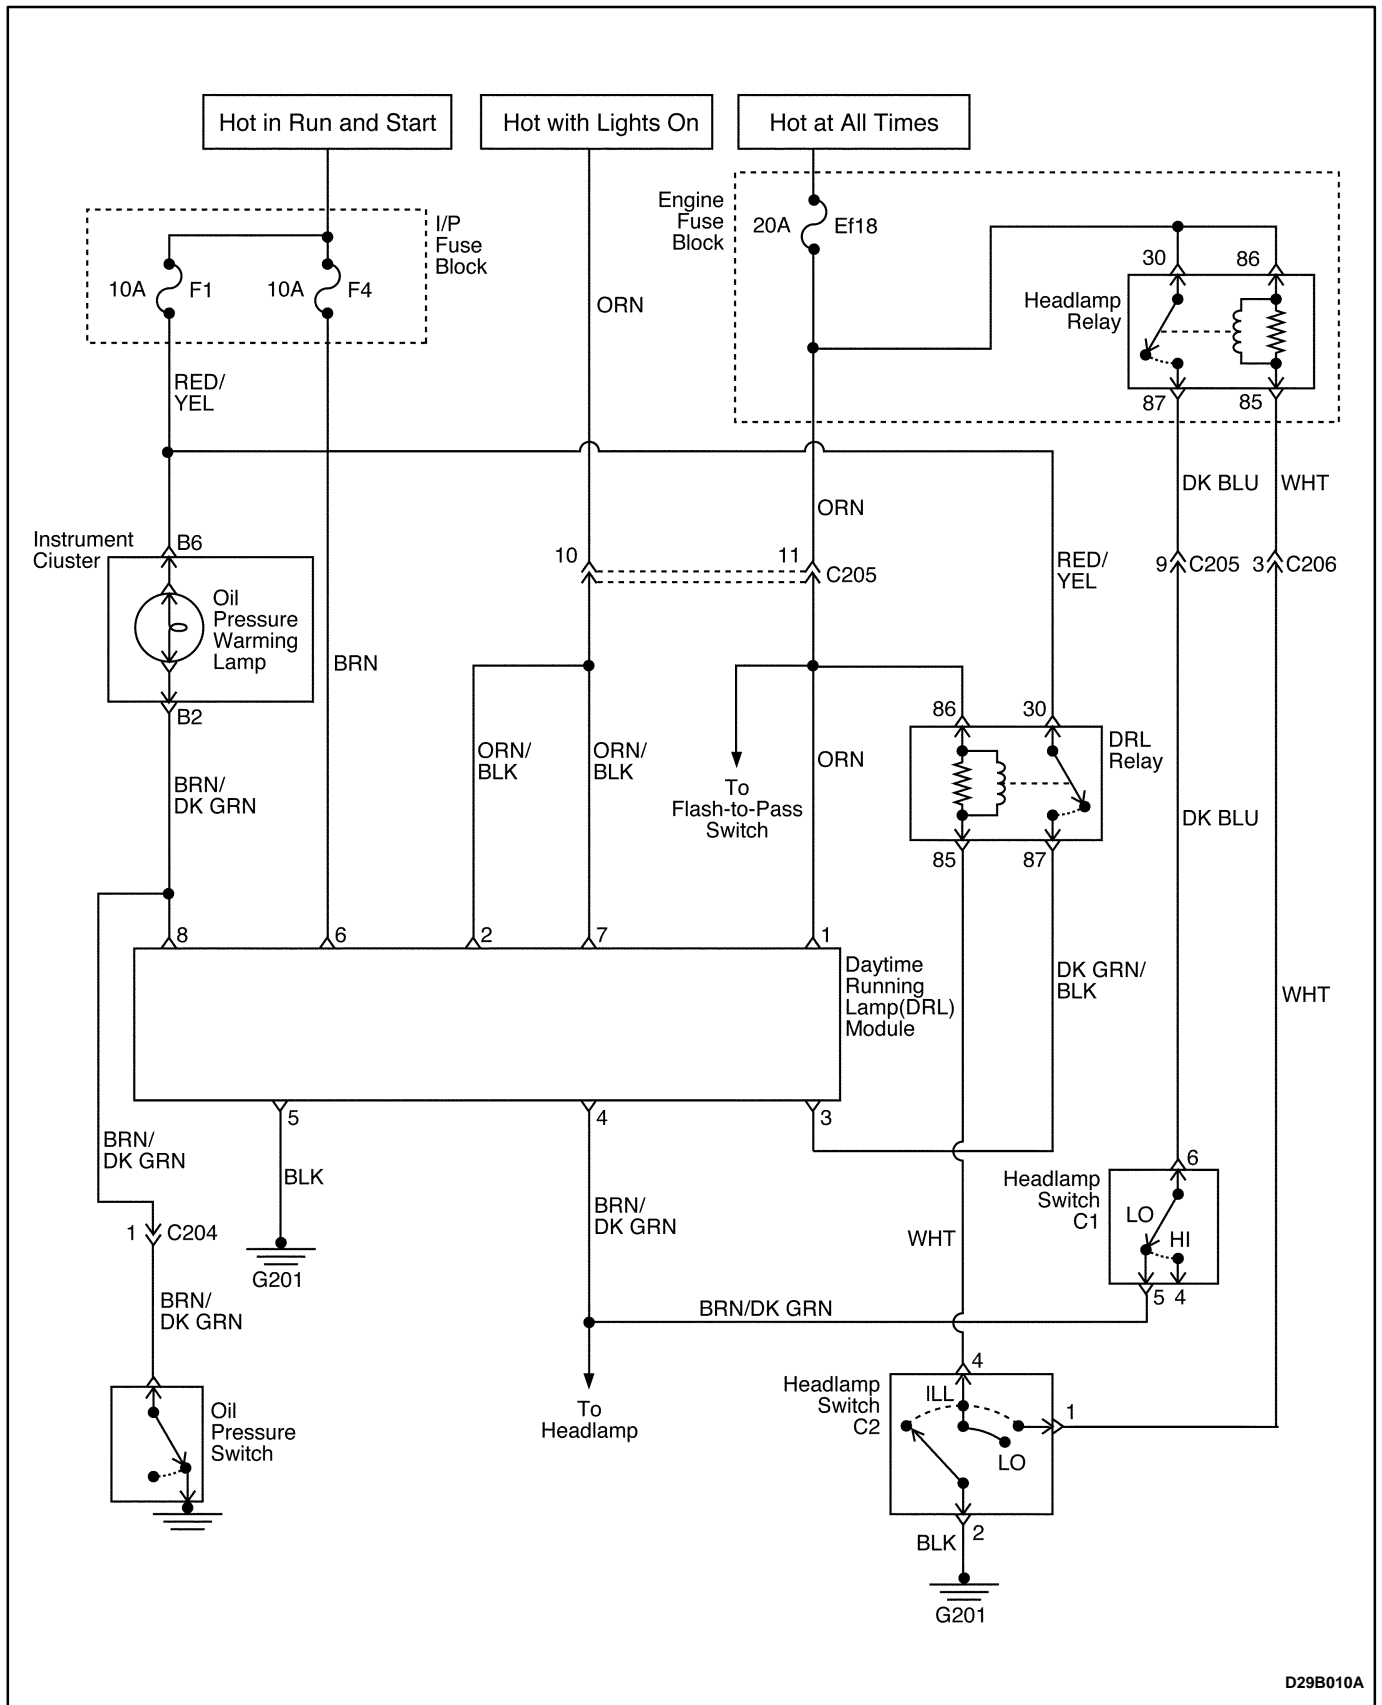 Hot in Run and Start
Hot with Lights On
Hot at All Times
I/P
Fuse
Block
10A
F1
10A
F4
ORN
Engine
Fuse
Block
20A
Ef18
30
86
Headlamp
Relay
87
85
RED/
YEL
DK BLU
WHT
ORN
Instrument
Ciuster
B6
Oil
Pressure
Warming
Lamp
B2
BRN
10
11
C205
RED/
YEL
9
C205
3
C206
ORN/
BLK
ORN/
BLK
To
Flash-to-Pass
Switch
ORN
86
30
DRL
Relay
85
87
DK BLU
BRN/
DK GRN
8
6
2
7
1
Daytime
Running
Lamp(DRL)
Module
DK GRN/
BLK
WHT
5
4
3
BRN/
DK GRN
BLK
G201
BRN/
DK GRN
WHT
Headlamp
Switch
C1
6
LO
HI
5
4
1
C204
BRN/
DK GRN
BRN/DK GRN
Oil
Pressure
Switch
To
Headlamp
Headlamp
Switch
C2
4
ILL
1
LO
2
BLK
G201
D29B010A